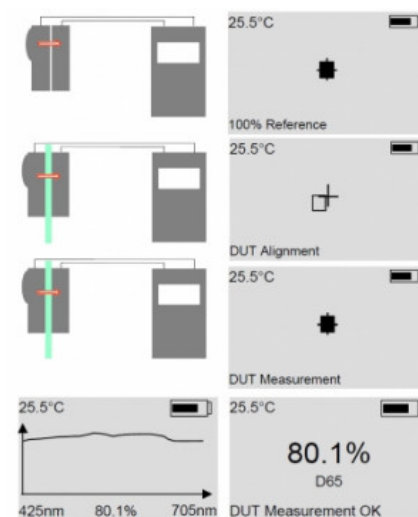 25.5°C
100% Reference
25.5°C
DUT Alignment
25.5°C
DUT Measurement
25.5°C
425nm 80.1% 705nm
25.5°C
80.1%
D65
DUT Measurement OK